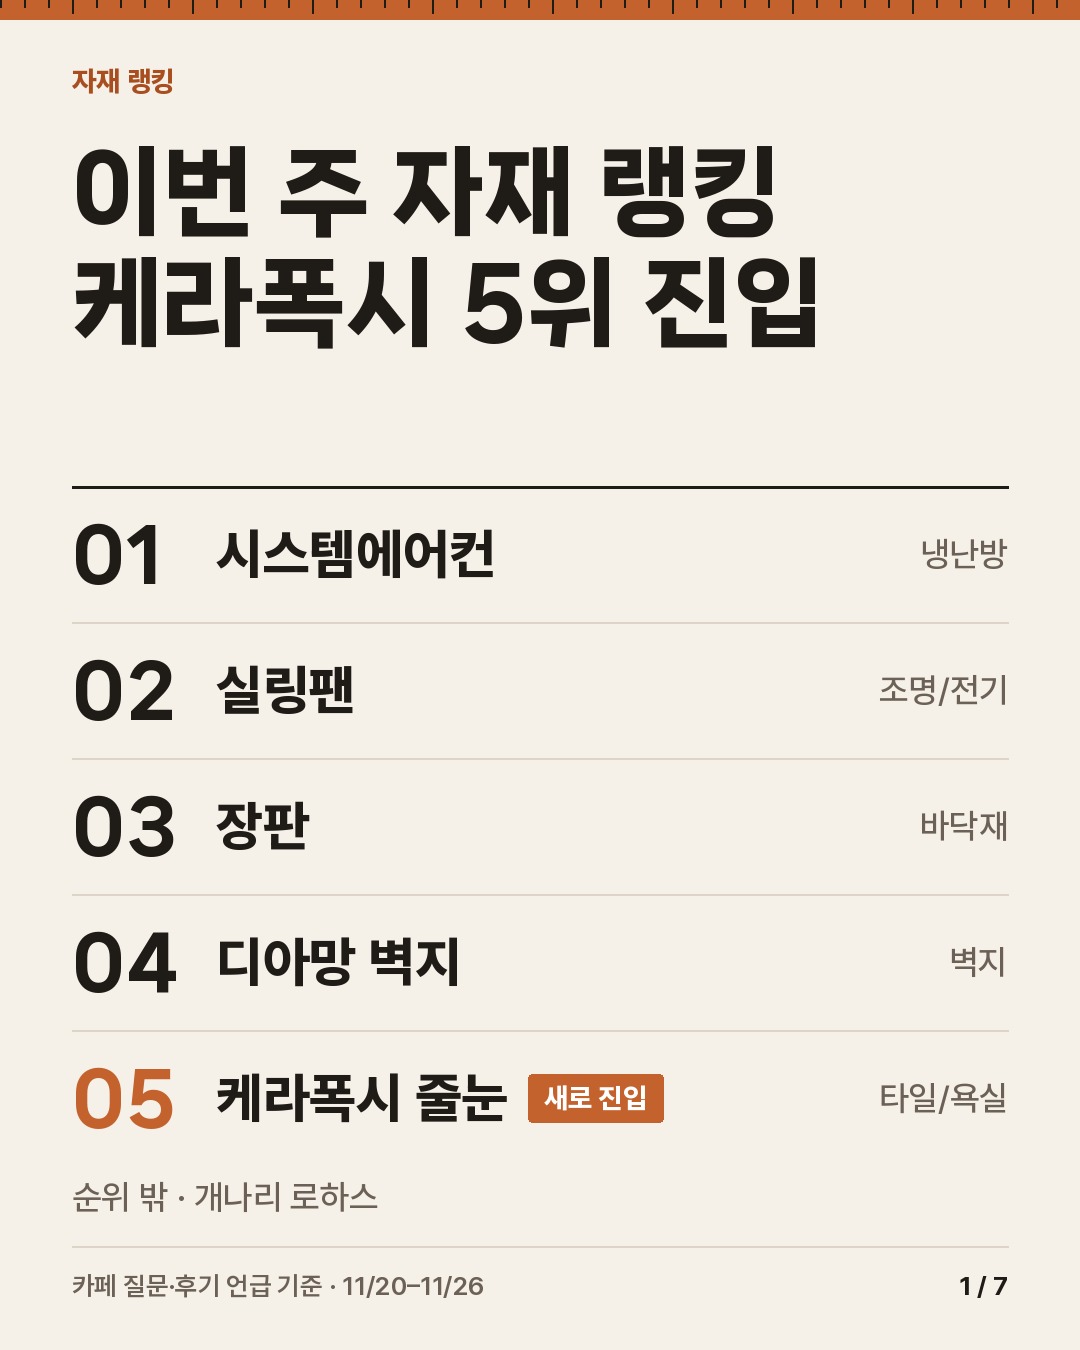 자재 랭킹
이번 주 자재 랭킹
케라폭시 5위 진입
01 시스템에어컨 냉난방
02 실링팬 조명/전기
03 장판 바닥재
04 디아망 벽지 벽지
05 케라폭시 줄눈 새로 진입 타일/욕실
순위 밖 · 개나리 로하스
카페 질문·후기 언급 기준 · 11/20–11/26 1 / 7